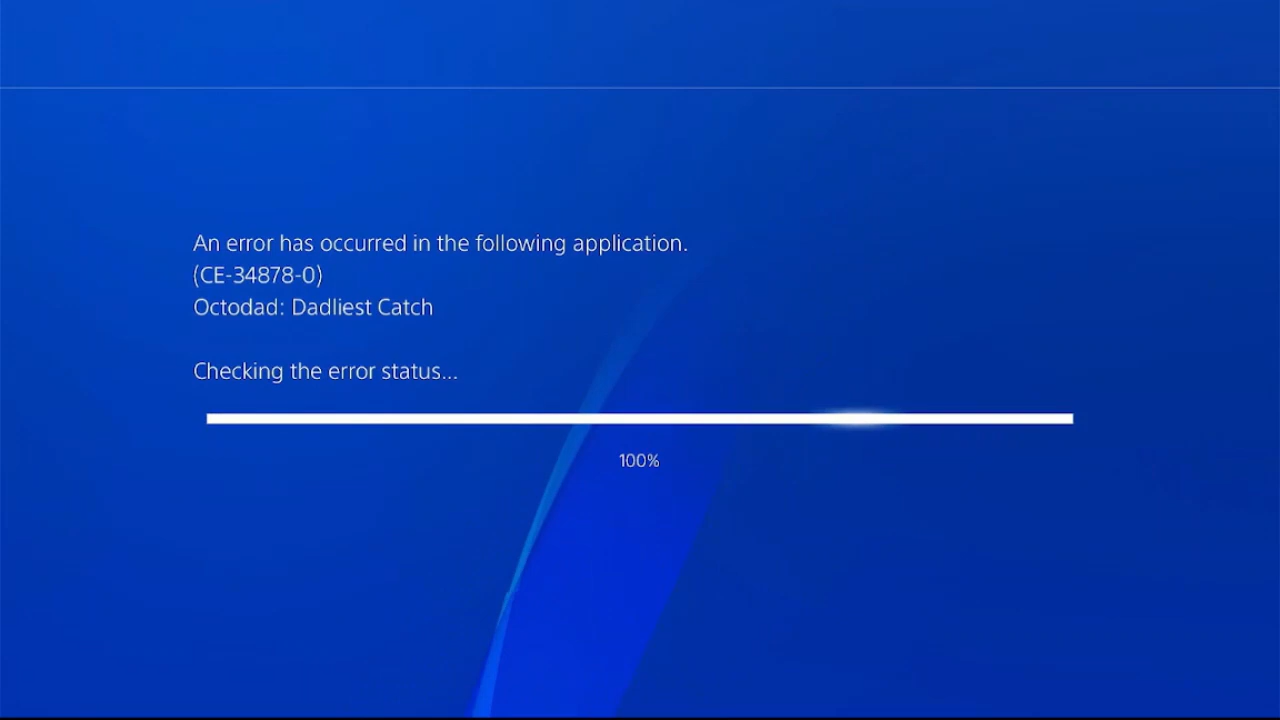 An error has occurred in the following application.
(CE-34878-0)
Octodad: Dadliest Catch
Checking the error status...
100%